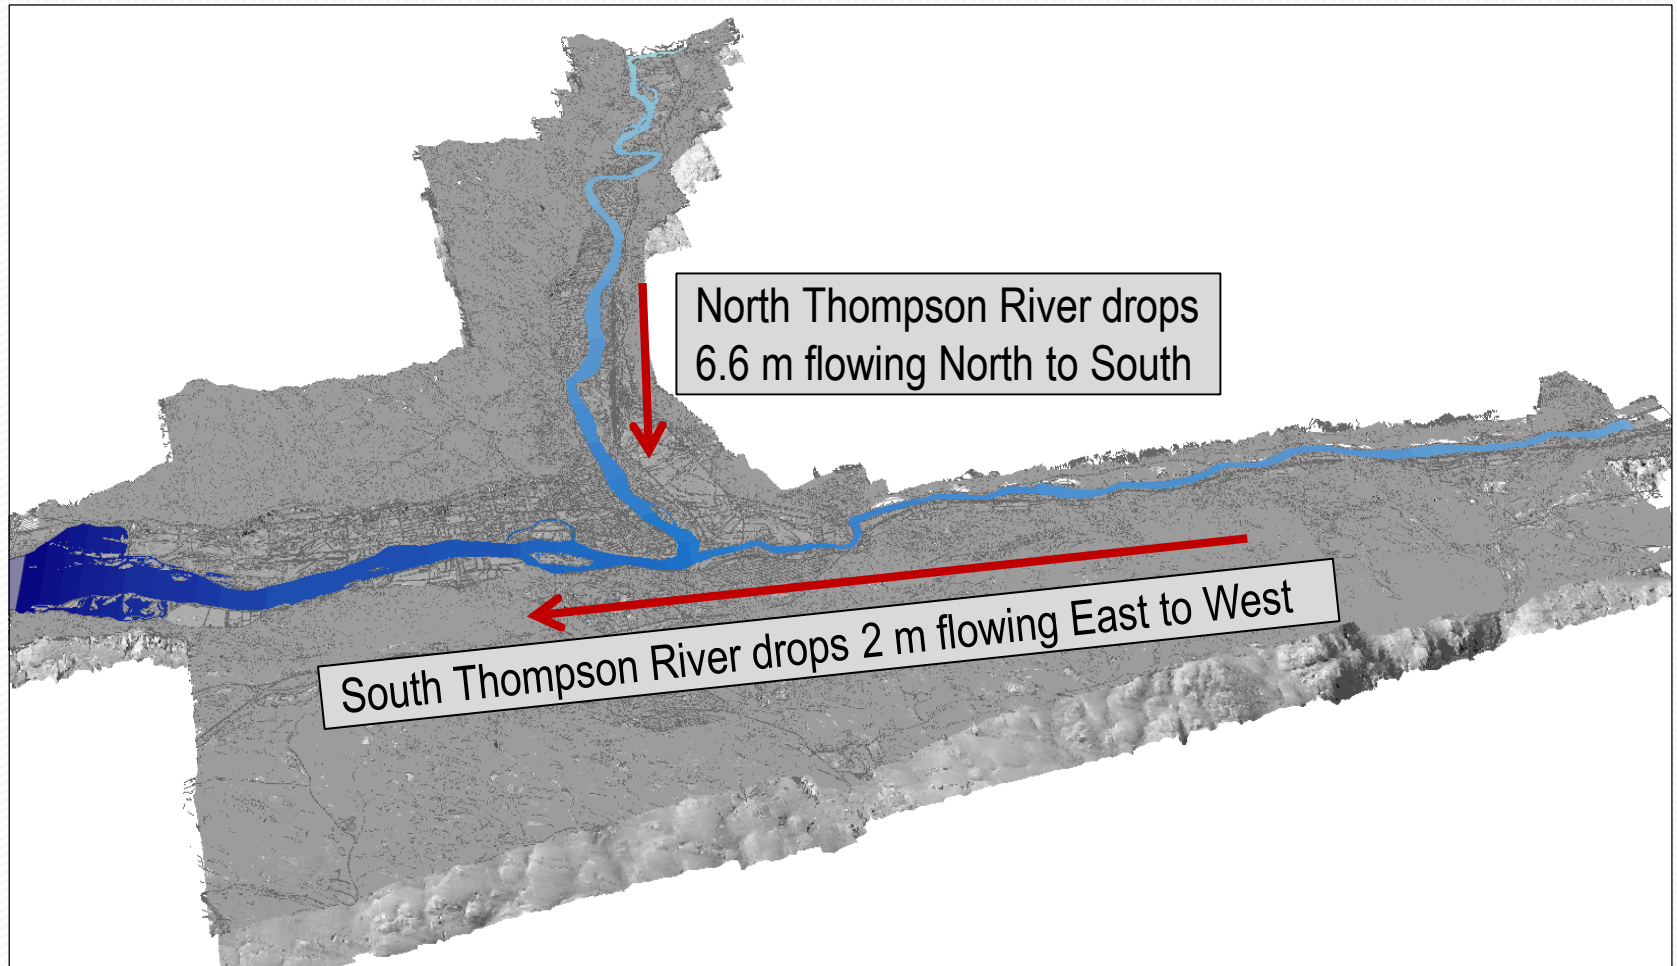 North Thompson River drops
6.6 m flowing North to South
South Thompson River drops 2 m flowing East to West